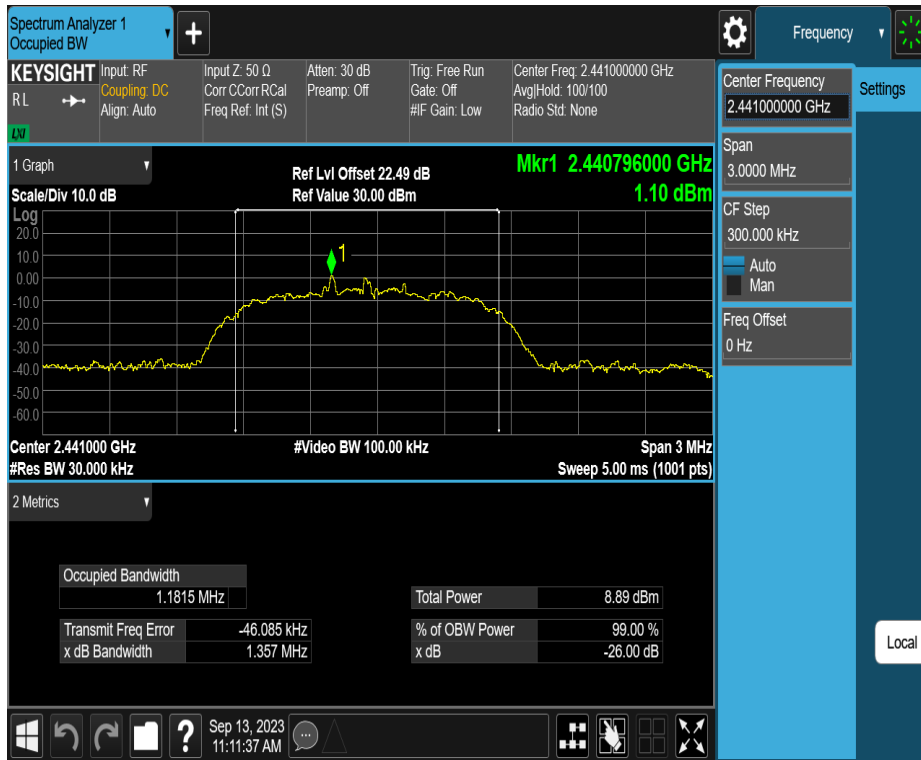 Spectrum Analyzer 1
Occupied BW
+
Frequency
KEYSIGHT
R L
LXI
Input: RF
Coupling: DC
Align: Auto
Input Z: 50 Ω
Corr CCorr RCal
Freq Ref: Int (S)
Atten: 30 dB
Preamp: Off
Trig: Free Run
Gate: Off
#IF Gain: Low
Center Freq: 2.441000000 GHz
Avg|Hold: 100/100
Radio Std: None
Center Frequency
2.441000000 GHz
Settings
Span
3.0000 MHz
CF Step
300.000 kHz
Auto
Man
Freq Offset
0 Hz
Local
1 Graph
Scale/Div 10.0 dB
Ref Lvl Offset 22.49 dB
Ref Value 30.00 dBm
Mkr1 2.440796000 GHz
1.10 dBm
Log
20.0
10.0
0.00
-10.0
-20.0
-30.0
-40.0
-50.0
-60.0
1
Center 2.441000 GHz
#Video BW 100.00 kHz
Span 3 MHz
#Res BW 30.000 kHz
Sweep 5.00 ms (1001 pts)
2 Metrics
Occupied Bandwidth
1.1815 MHz
Total Power 8.89 dBm
Transmit Freq Error -46.085 kHz
% of OBW Power 99.00 %
x dB Bandwidth 1.357 MHz
x dB -26.00 dB
?
Sep 13, 2023
11:11:37 AM